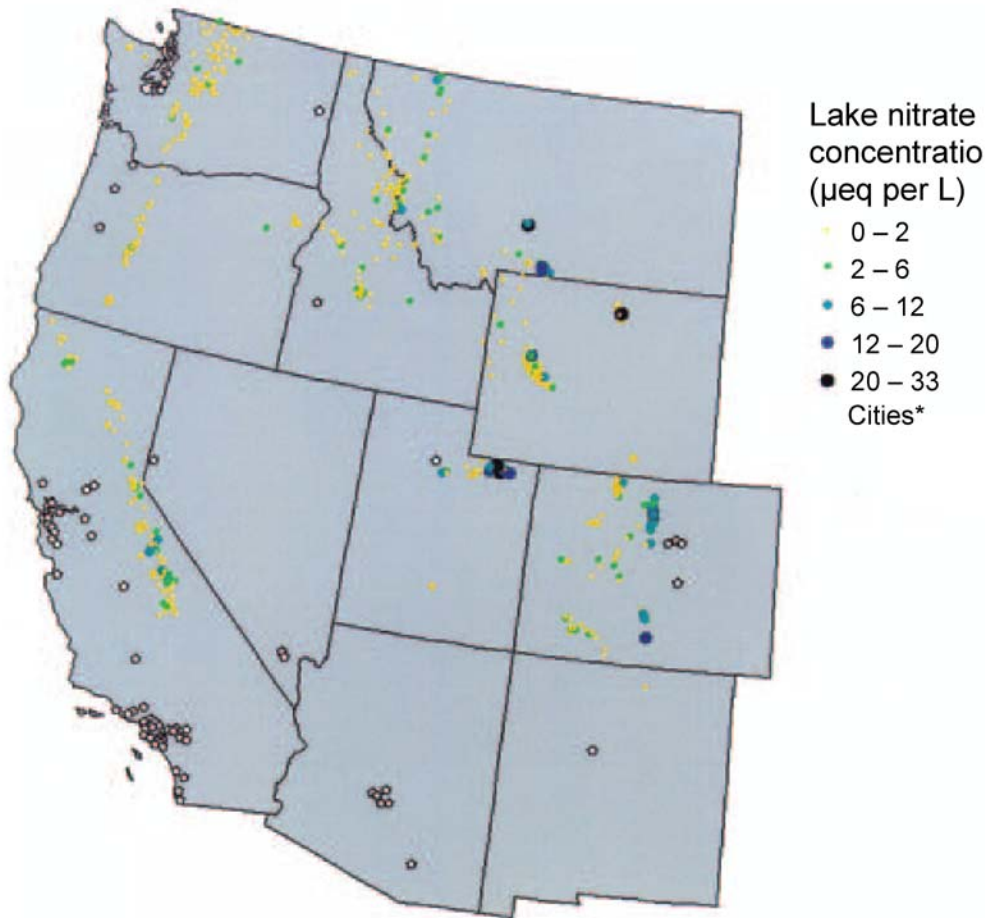 Lake nitrate
concentratio
(µeq per L)
0 – 2
2 – 6
6 – 12
12 – 20
20 – 33
Cities*